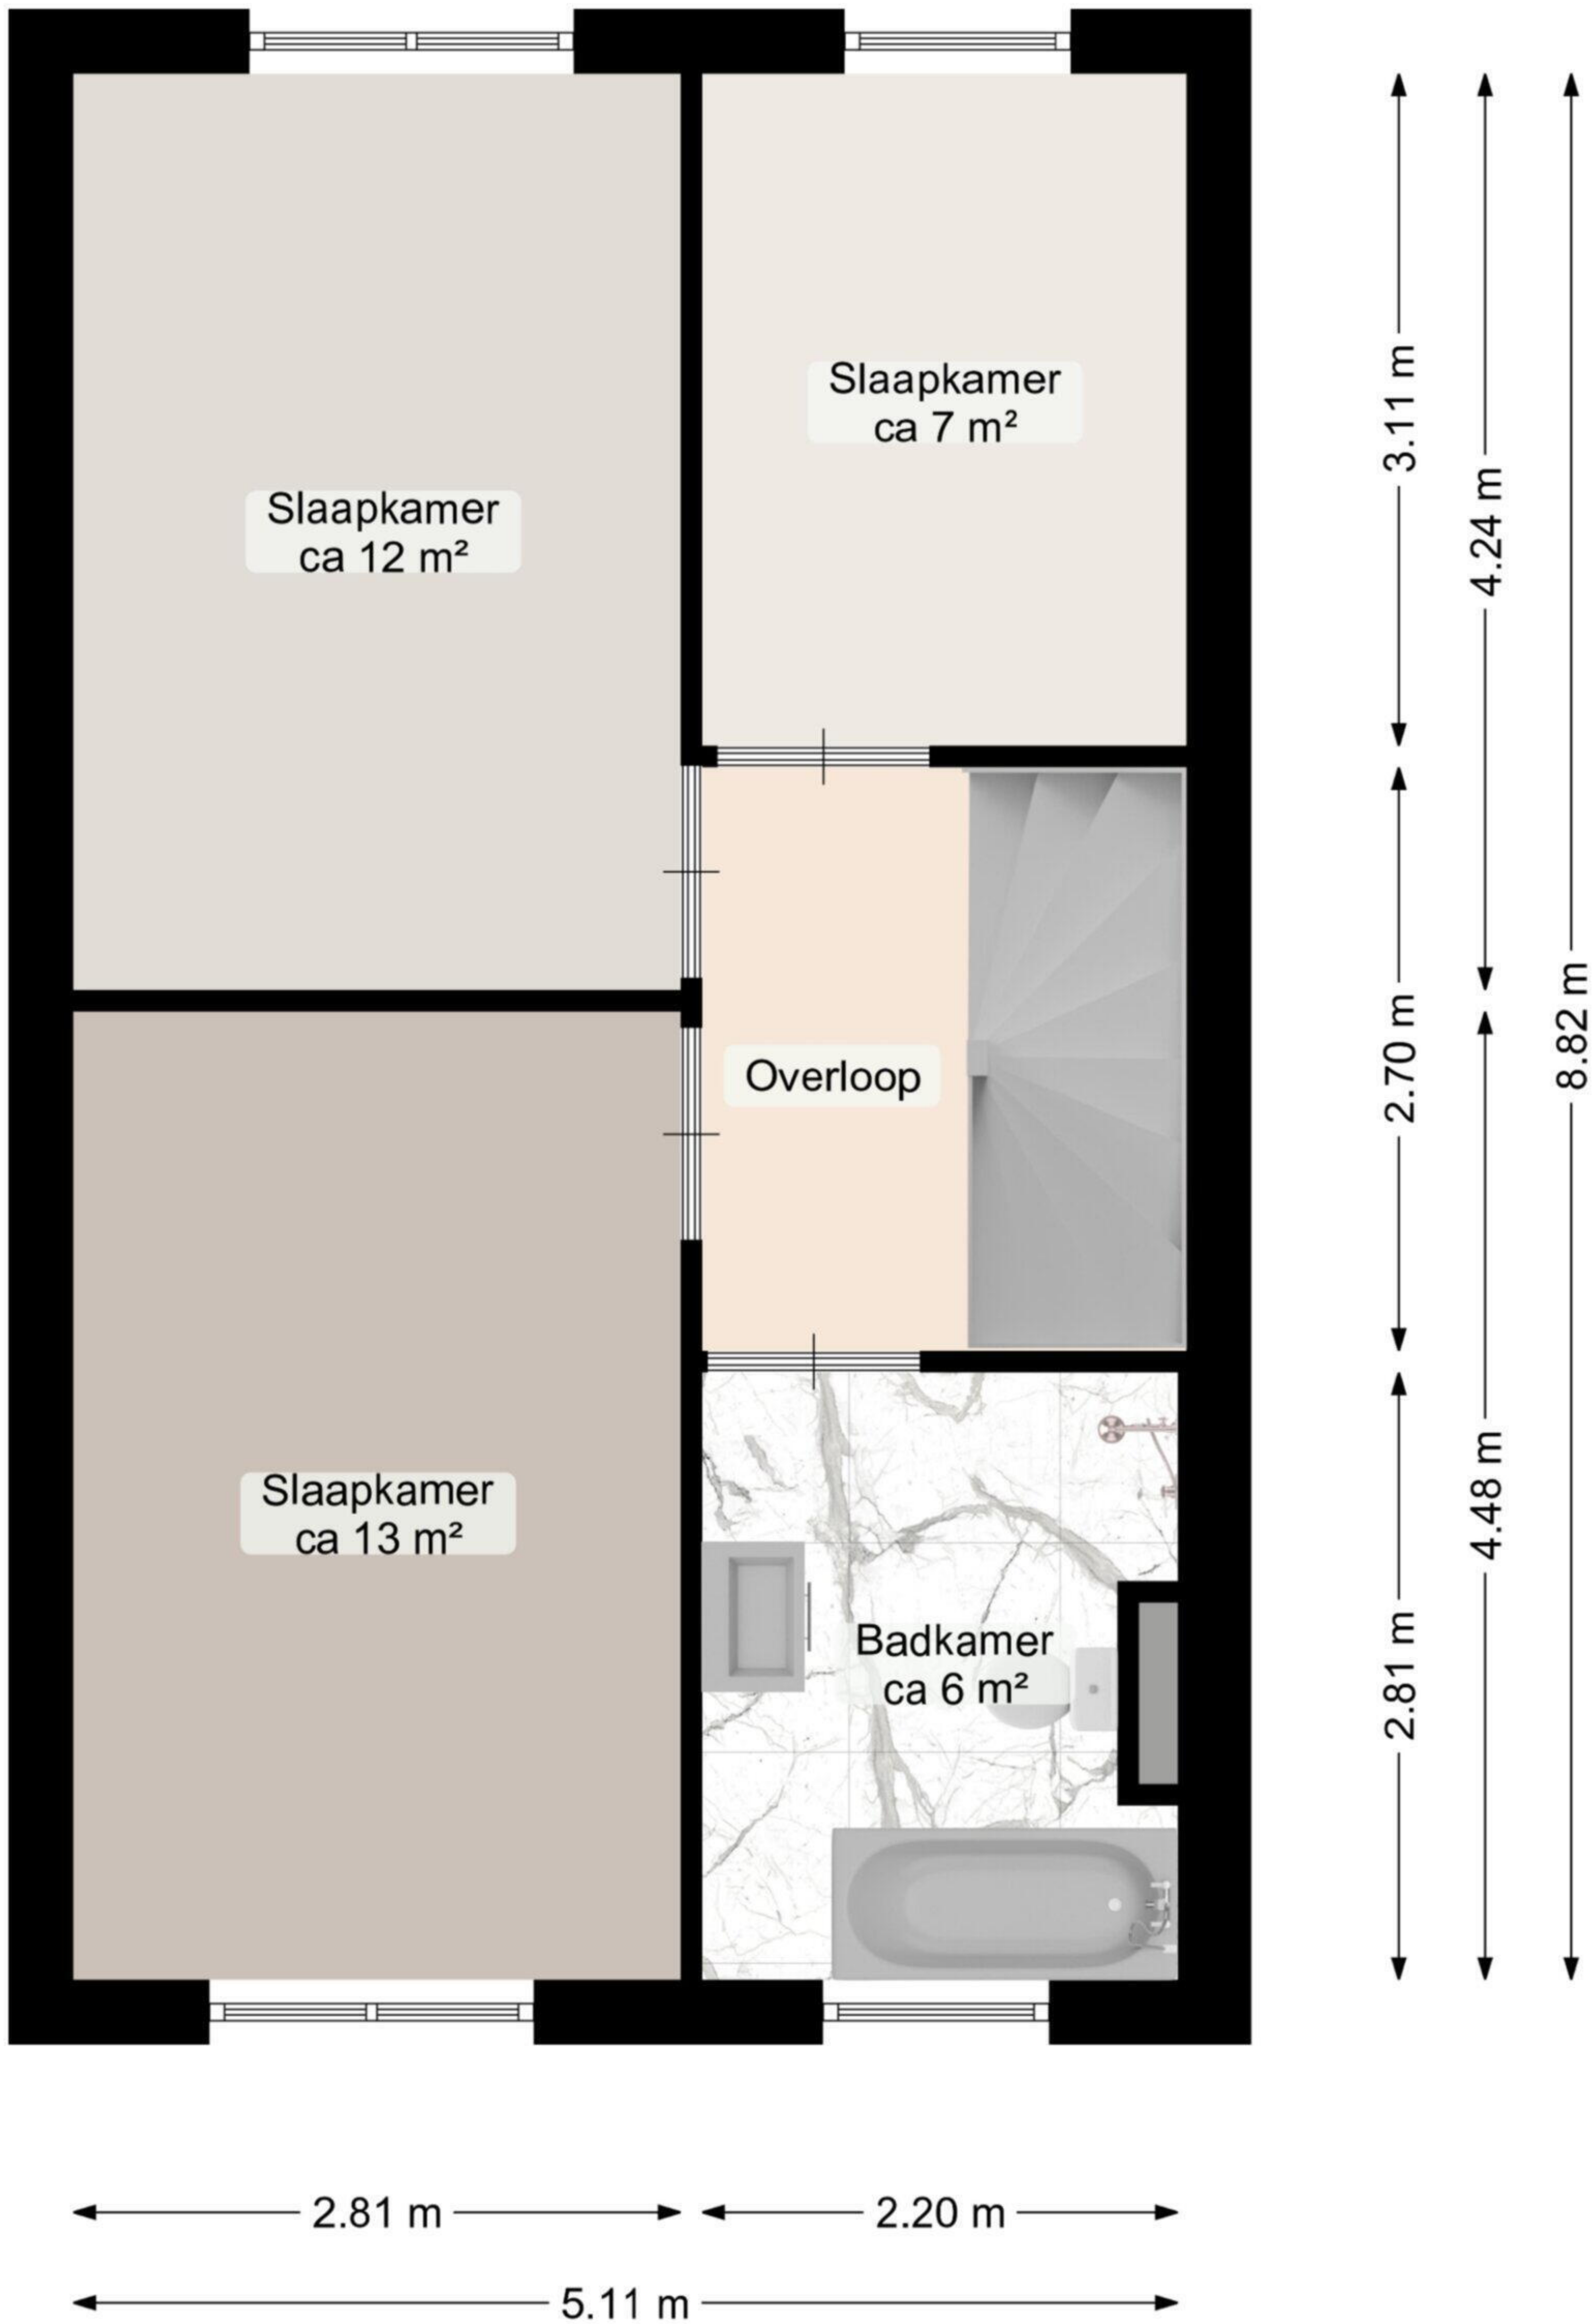 Slaapkamer
ca 7 m²
Slaapkamer
ca 12 m²
Overloop
Slaapkamer
ca 13 m²
Badkamer
ca 6 m²
3.11 m
4.24 m
8.82 m
2.70 m
4.48 m
2.81 m
2.81 m
2.20 m
5.11 m